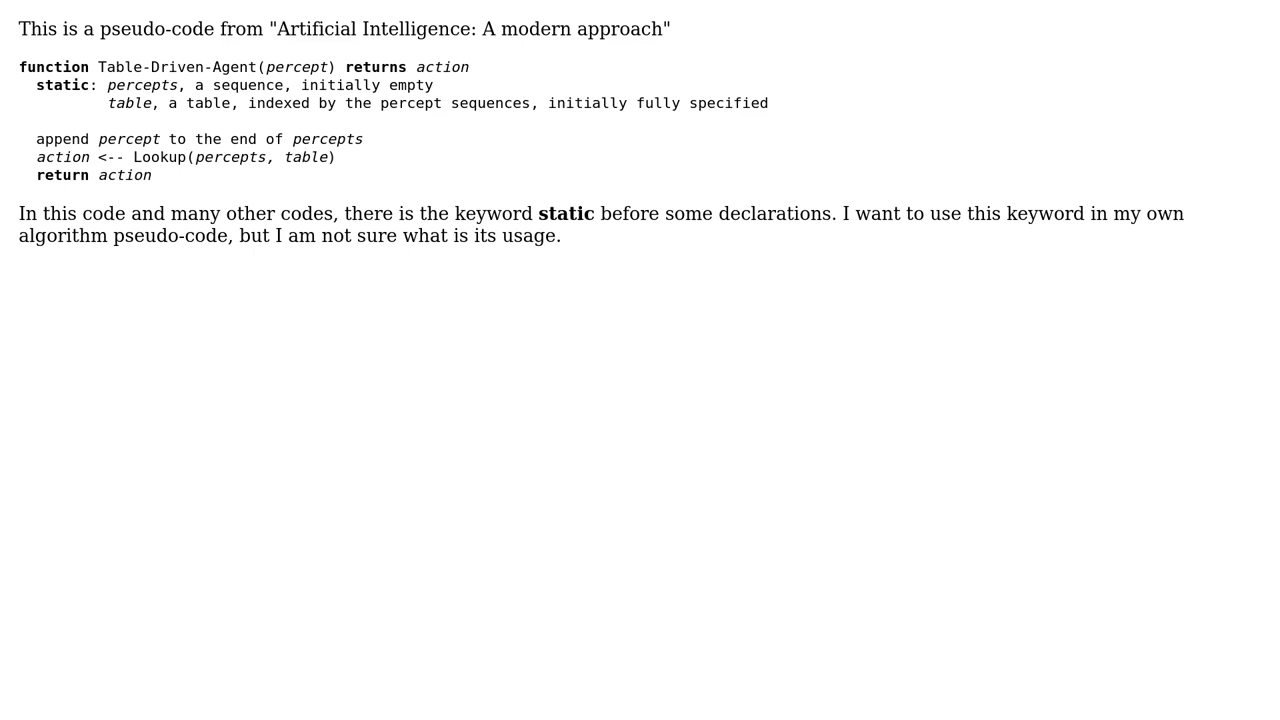 This is a pseudo-code from "Artificial Intelligence: A modern approach"
function Table-Driven-Agent(percept) returns action
  static: percepts, a sequence, initially empty
          table, a table, indexed by the percept sequences, initially fully specified
  append percept to the end of percepts
  action <-- Lookup(percepts, table)
  return action
In this code and many other codes, there is the keyword static before some declarations. I want to use this keyword in my own
algorithm pseudo-code, but I am not sure what is its usage.